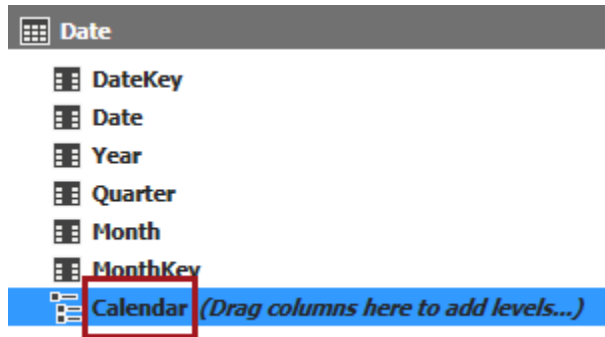 Date
DateKey
Date
Year
Quarter
Month
MonthKey
Calendar (Drag columns here to add levels...)